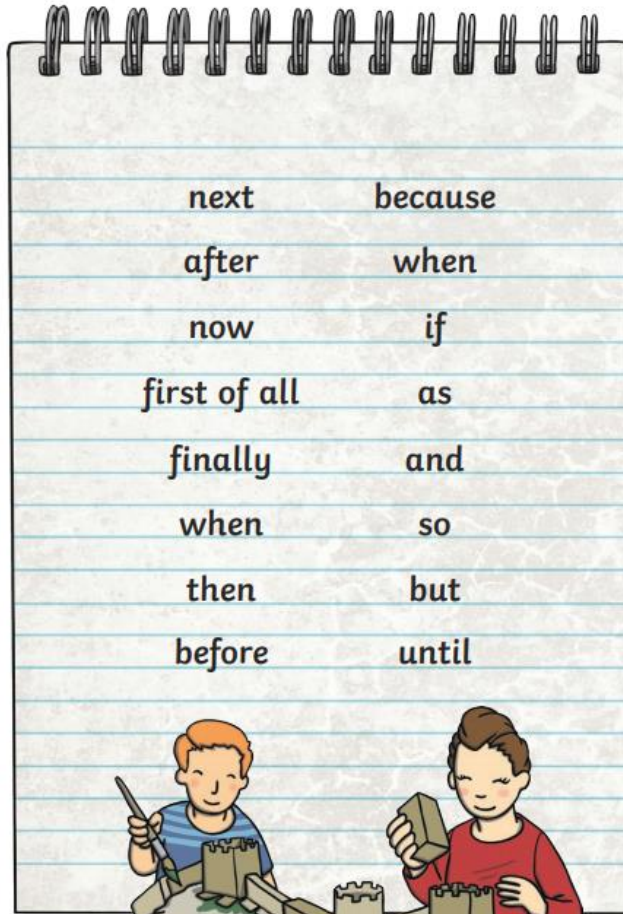 next because
after when
now if
first of all as
finally and
when so
then but
before until